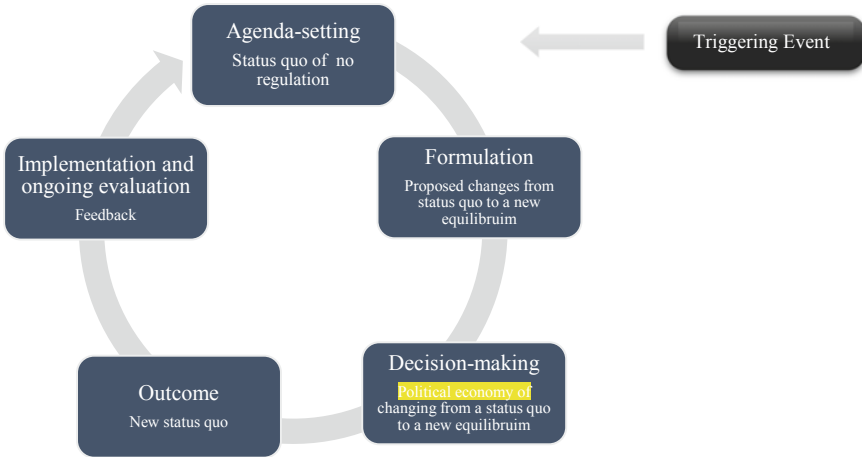 Agenda-setting
Status quo of no
regulation
Triggering Event
Formulation
Proposed changes from
status quo to a new
equilibruim
Decision-making
Political economy of
changing from a status quo
to a new equilibruim
Outcome
New status quo
Implementation and
ongoing evaluation
Feedback